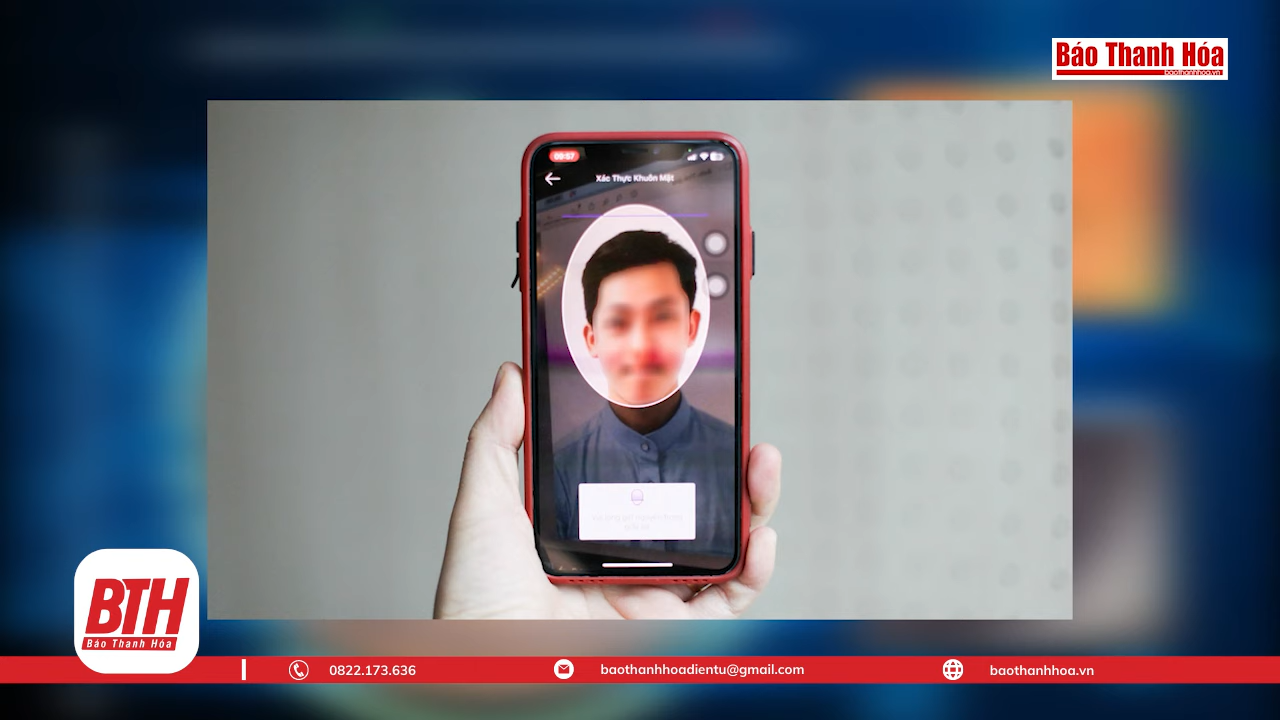 Báo Thanh Hóa
baothanhhoa.vn
09:57
Xác Thực Khuôn Mặt
BTH
Báo Thanh Hóa
0822.173.636
baothanhhoadientu@gmail.com
baothanhhoa.vn